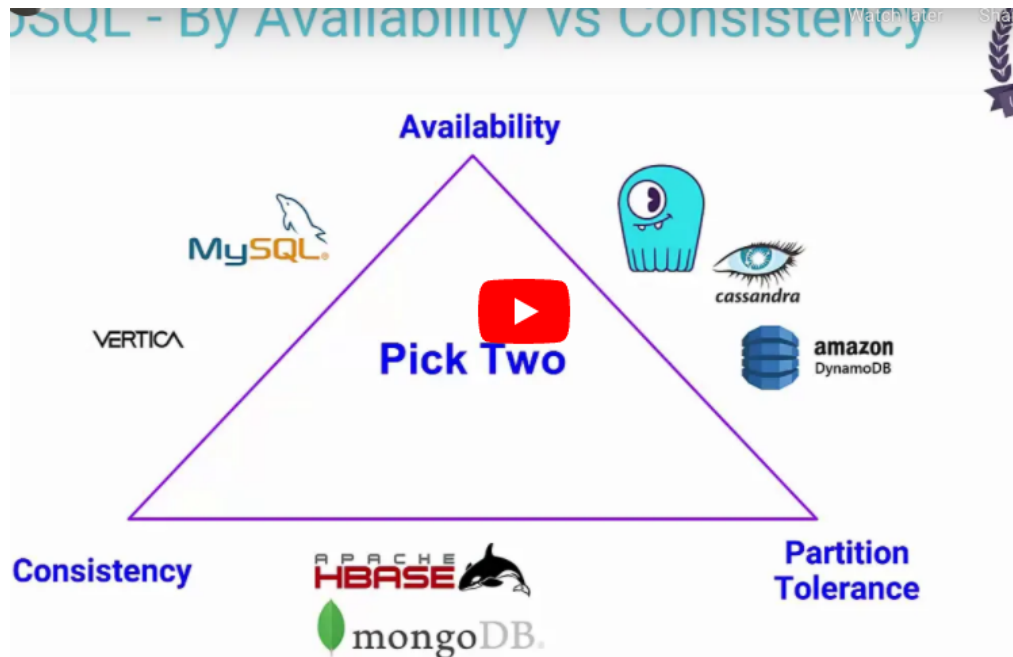 Watch later
SQL - By Availability vs Consistency
Availability
MySQL®
cassandra
VERTICA
Pick Two
amazon
DynamoDB
Consistency
Partition
Tolerance
APACHE
HBASE
mongoDB®